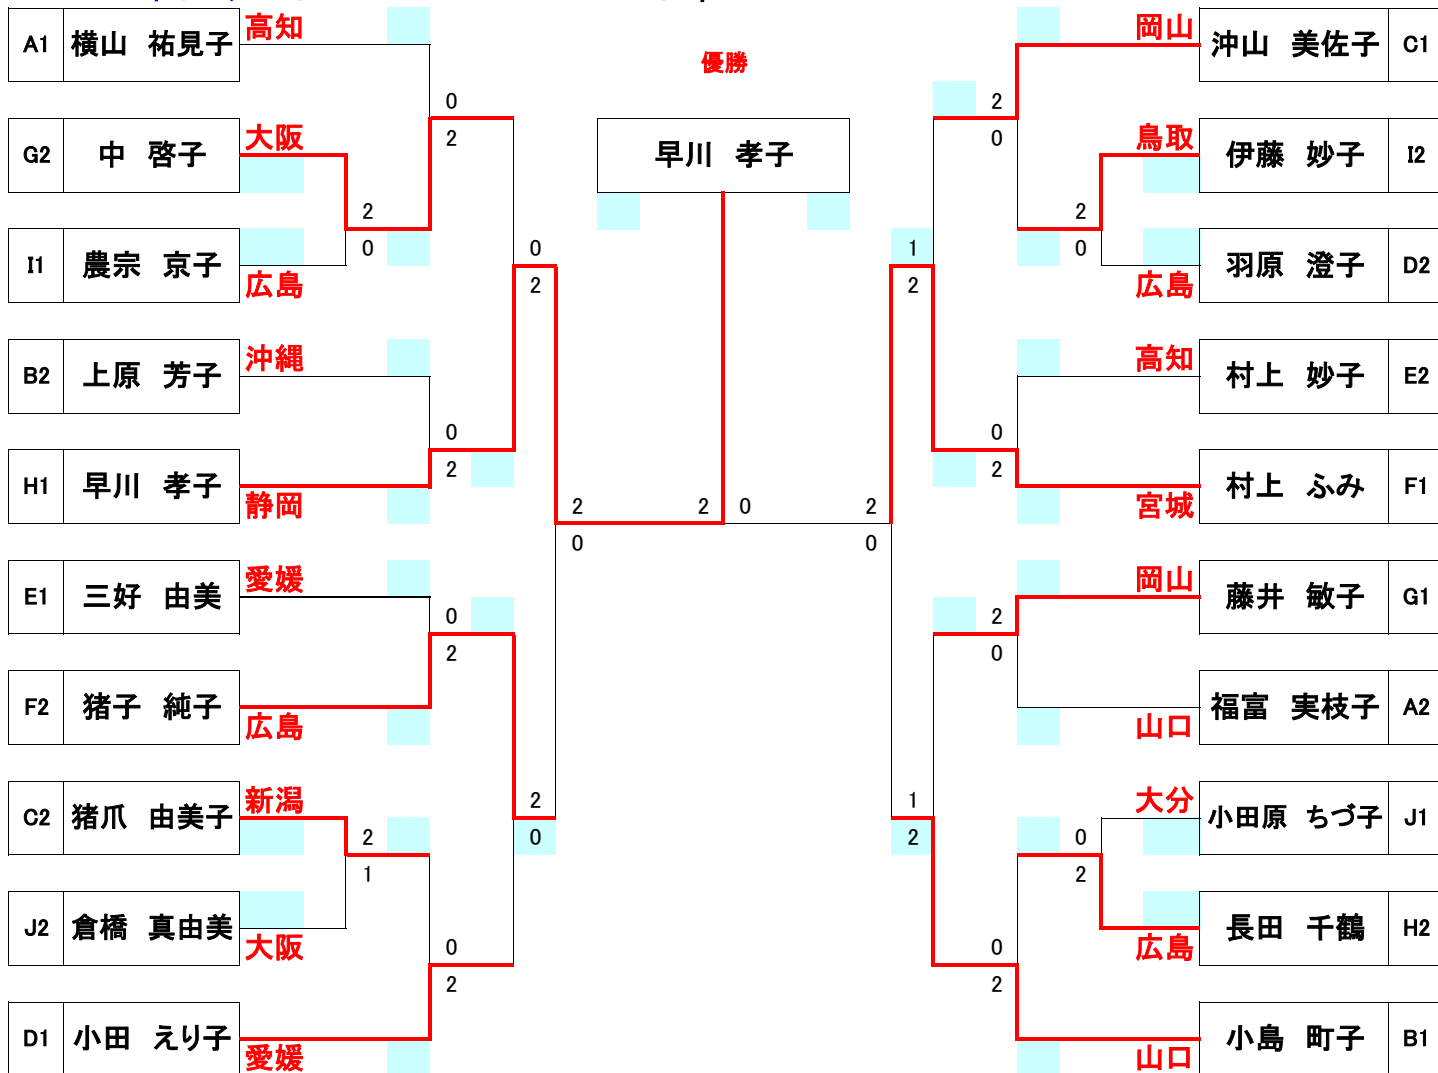 A1 横山 祐見子 高知
0
2
G2 中 啓子 大阪
2
0
I1 農宗 京子 広島
0
2
B2 上原 芳子 沖縄
0
2
H1 早川 孝子 静岡
2
0
E1 三好 由美 愛媛
0
2
F2 猪子 純子 広島
C2 猪爪 由美子 新潟
2
1
2
0
J2 倉橋 真由美 大阪
0
2
D1 小田 えり子 愛媛
優勝
早川 孝子
2 0
岡山 沖山 美佐子 C1
2
0
鳥取 伊藤 妙子 I2
2
0
広島 羽原 澄子 D2
1
2
高知 村上 妙子 E2
0
2
宮城 村上 ふみ F1
2
0
岡山 藤井 敏子 G1
2
0
山口 福富 実枝子 A2
1
2
大分 小田原 ちづ子 J1
0
2
広島 長田 千鶴 H2
0
2
山口 小島 町子 B1